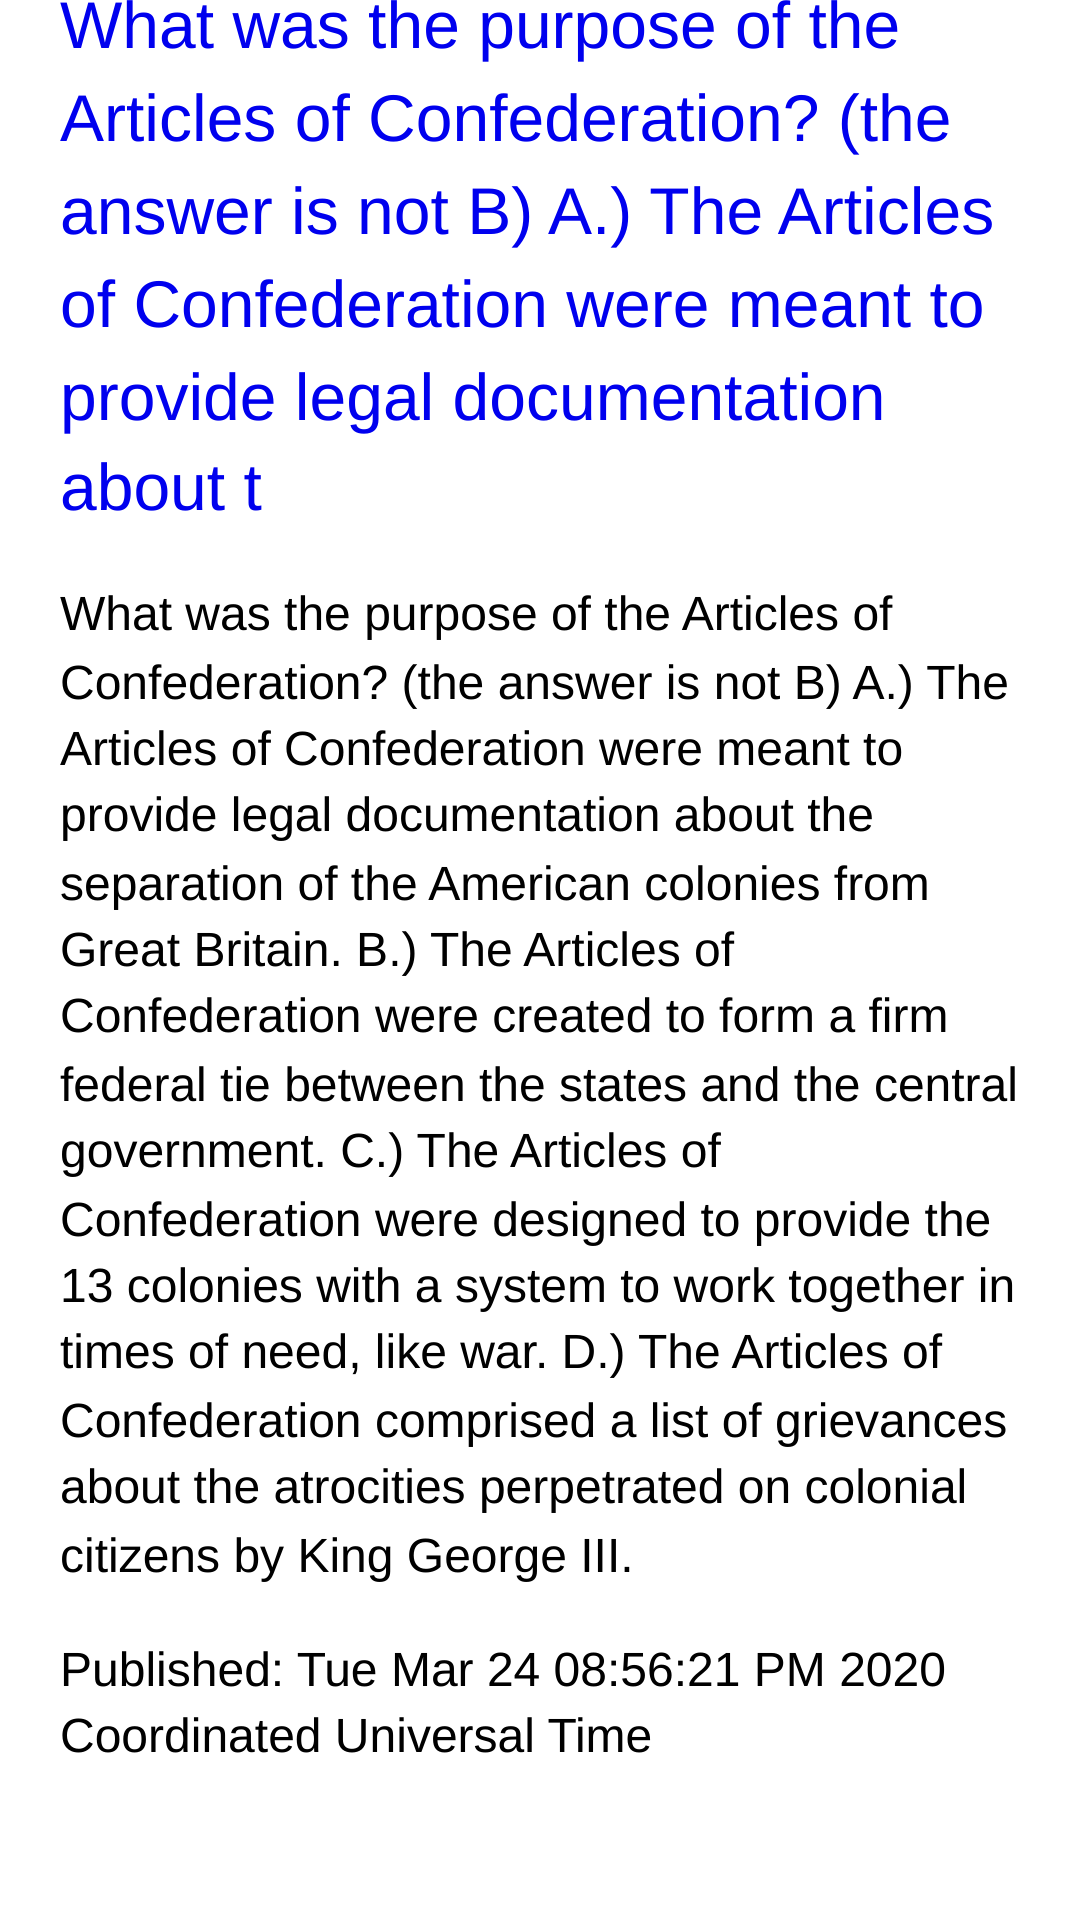 What was the purpose of the
Articles of Confederation? (the
answer is not B) A.) The Articles
of Confederation were meant to
provide legal documentation
about t
What was the purpose of the Articles of
Confederation? (the answer is not B) A.) The
Articles of Confederation were meant to
provide legal documentation about the
separation of the American colonies from
Great Britain. B.) The Articles of
Confederation were created to form a firm
federal tie between the states and the central
government. C.) The Articles of
Confederation were designed to provide the
13 colonies with a system to work together in
times of need, like war. D.) The Articles of
Confederation comprised a list of grievances
about the atrocities perpetrated on colonial
citizens by King George III.
Published: Tue Mar 24 08:56:21 PM 2020
Coordinated Universal Time